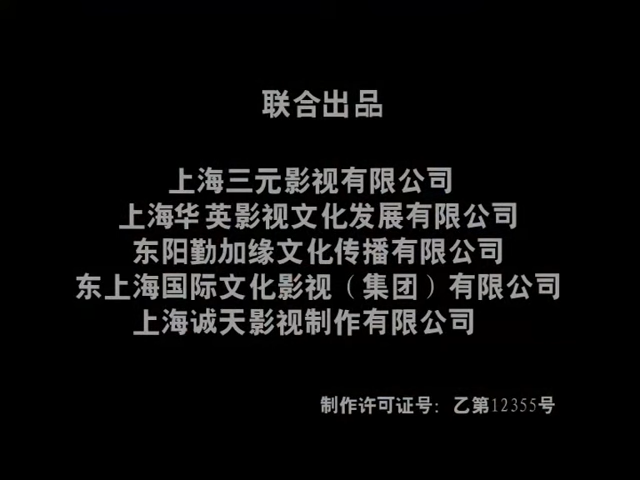 联合出品
上海三元影视有限公司
上海华英影视文化发展有限公司
东阳勤加缘文化传播有限公司
东上海国际文化影视（集团）有限公司
上海诚天影视制作有限公司
制作许可证号：乙第12355号